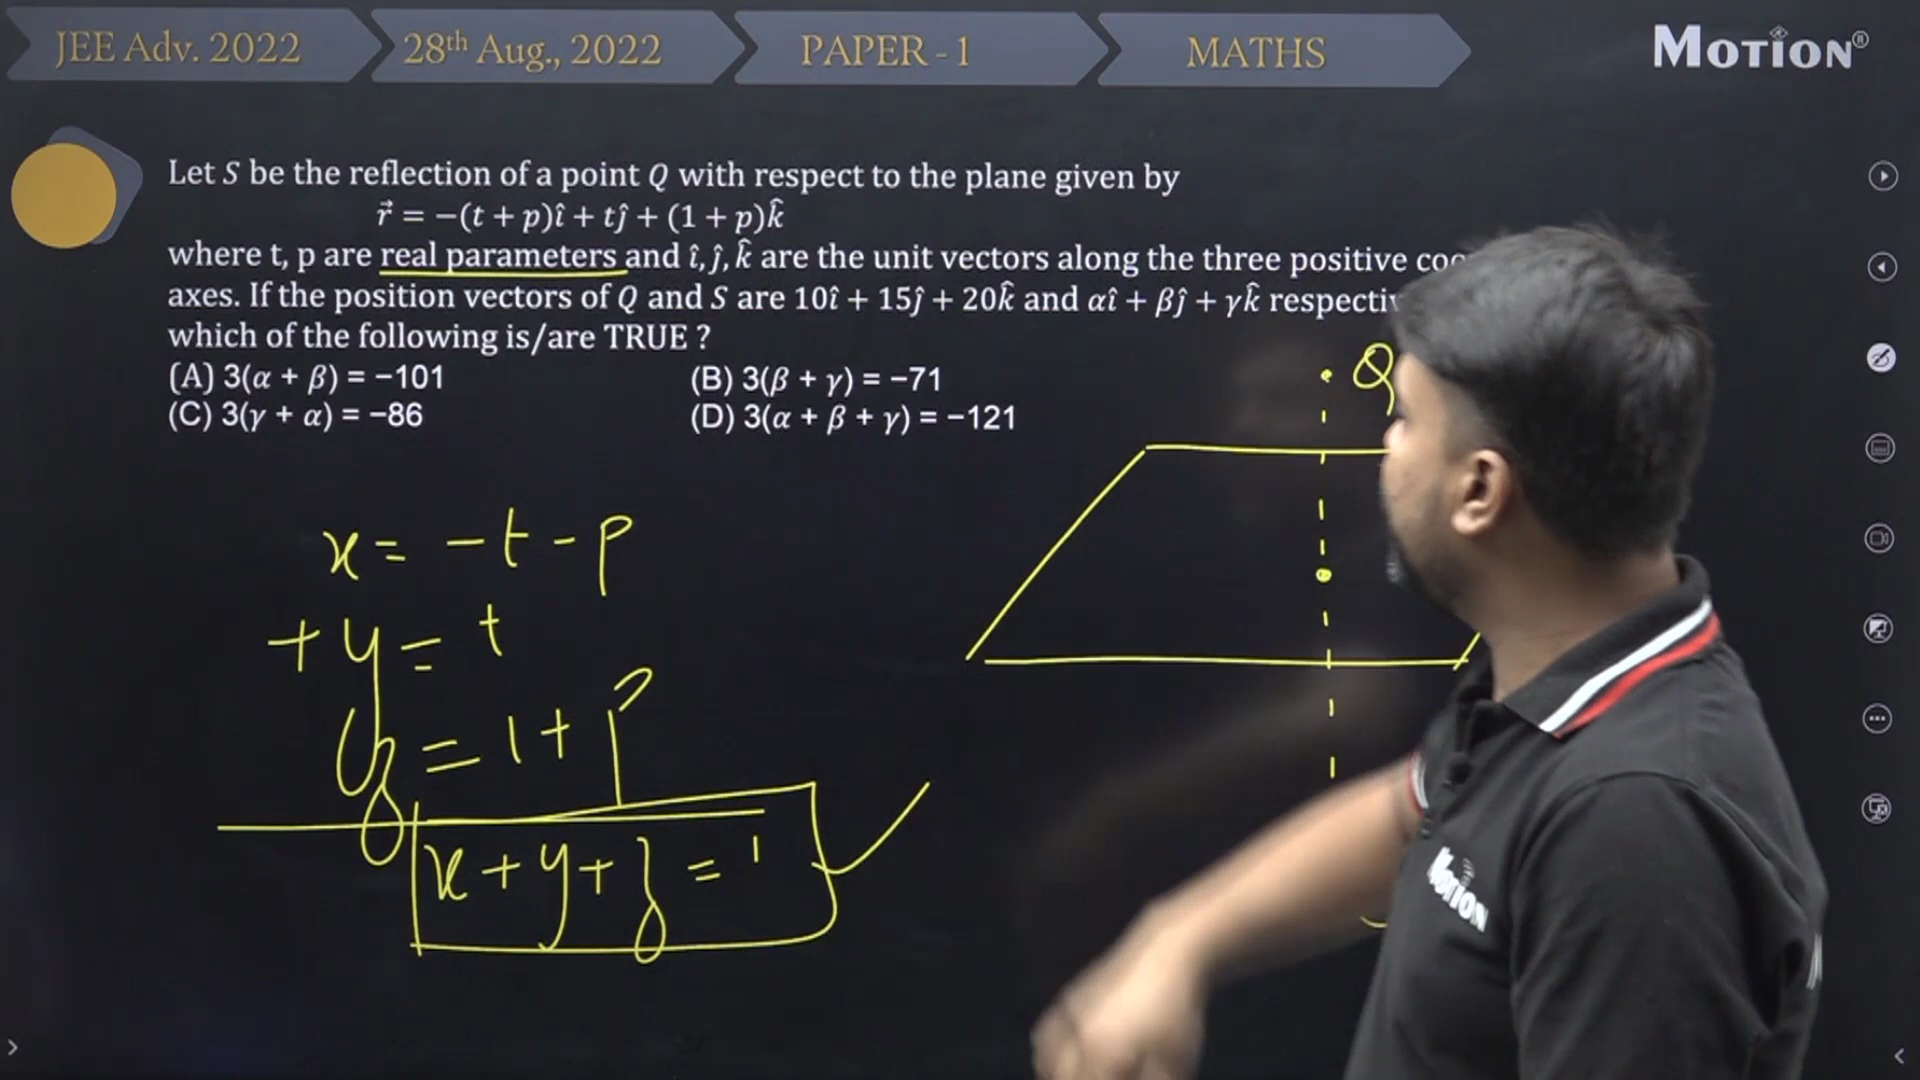 JEE Adv. 2022 28th Aug., 2022 PAPER - 1 MATHS MOTION®
Let S be the reflection of a point Q with respect to the plane given by
r⃗ = −(t + p)î + tĵ + (1 + p)k̂
where t, p are real parameters and î, ĵ, k̂ are the unit vectors along the three positive
axes. If the position vectors of Q and S are 10î + 15ĵ + 20k̂ and αî + βĵ + γk̂
which of the following is/are TRUE ?
(A) 3(α + β) = −101 (B) 3(β + γ) = −71
(C) 3(γ + α) = −86 (D) 3(α + β + γ) = −121
Q
x = −t − p
+ y = t
z = 1 + p
x + y + z = 1
MOTION